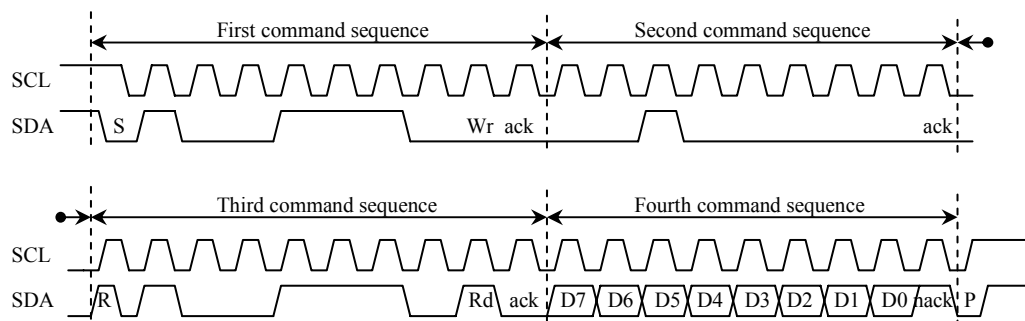 First command sequence Second command sequence
SCL
SDA S Wr ack ack
Third command sequence Fourth command sequence
SCL
SDA R Rd ack D7 D6 D5 D4 D3 D2 D1 D0 nack P